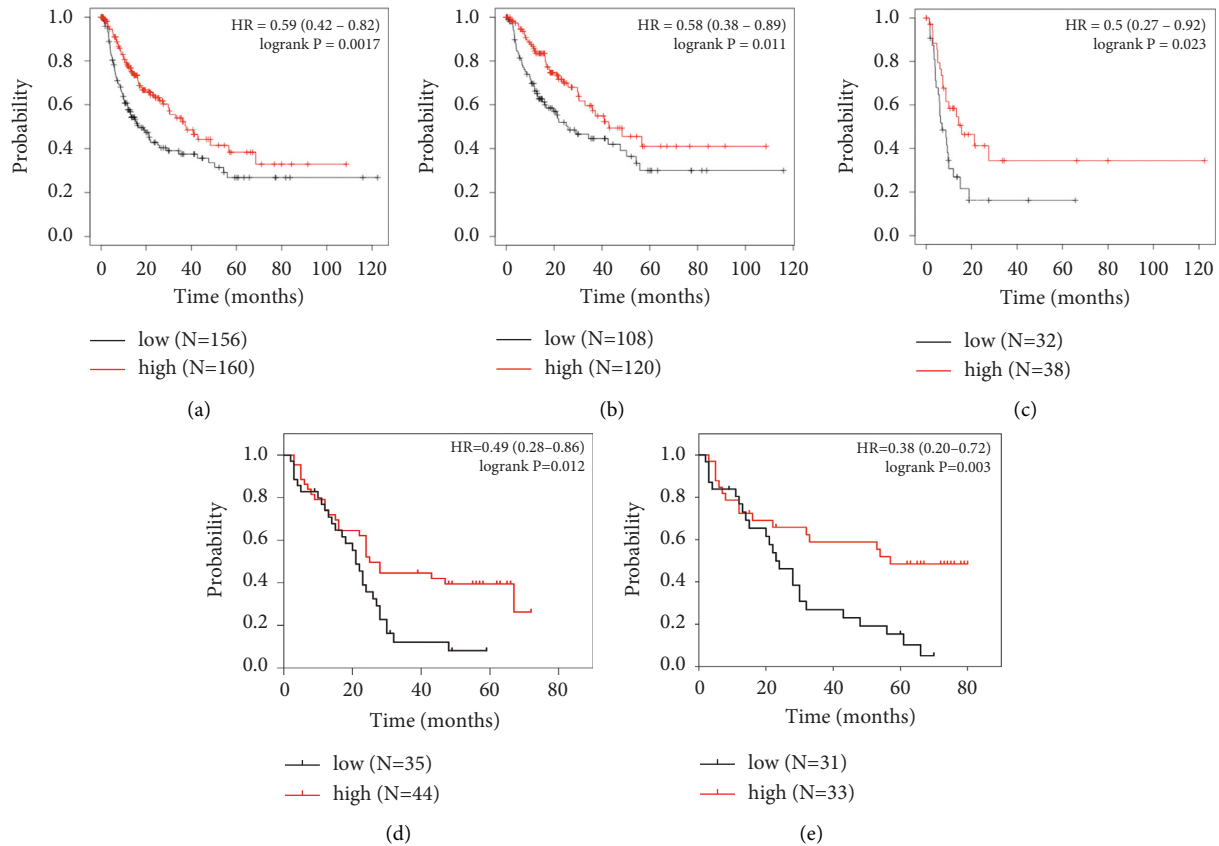 HR = 0.59 (0.42 – 0.82)
logrank P = 0.0017
1.0
0.8
0.6
0.4
0.2
0.0
Probability
0 20 40 60 80 100 120
Time (months)
low (N=156)
high (N=160)
(a)
HR = 0.58 (0.38 – 0.89)
logrank P = 0.011
1.0
0.8
0.6
0.4
0.2
0.0
Probability
0 20 40 60 80 100 120
Time (months)
low (N=108)
high (N=120)
(b)
HR = 0.5 (0.27 – 0.92)
logrank P = 0.023
1.0
0.8
0.6
0.4
0.2
0.0
Probability
0 20 40 60 80 100 120
Time (months)
low (N=32)
high (N=38)
(c)
HR=0.49 (0.28–0.86)
logrank P=0.012
1.0
0.8
0.6
0.4
0.2
0.0
Probability
0 20 40 60 80
Time (months)
low (N=35)
high (N=44)
(d)
HR=0.38 (0.20–0.72)
logrank P=0.003
1.0
0.8
0.6
0.4
0.2
0.0
Probability
0 20 40 60 80
Time (months)
low (N=31)
high (N=33)
(e)